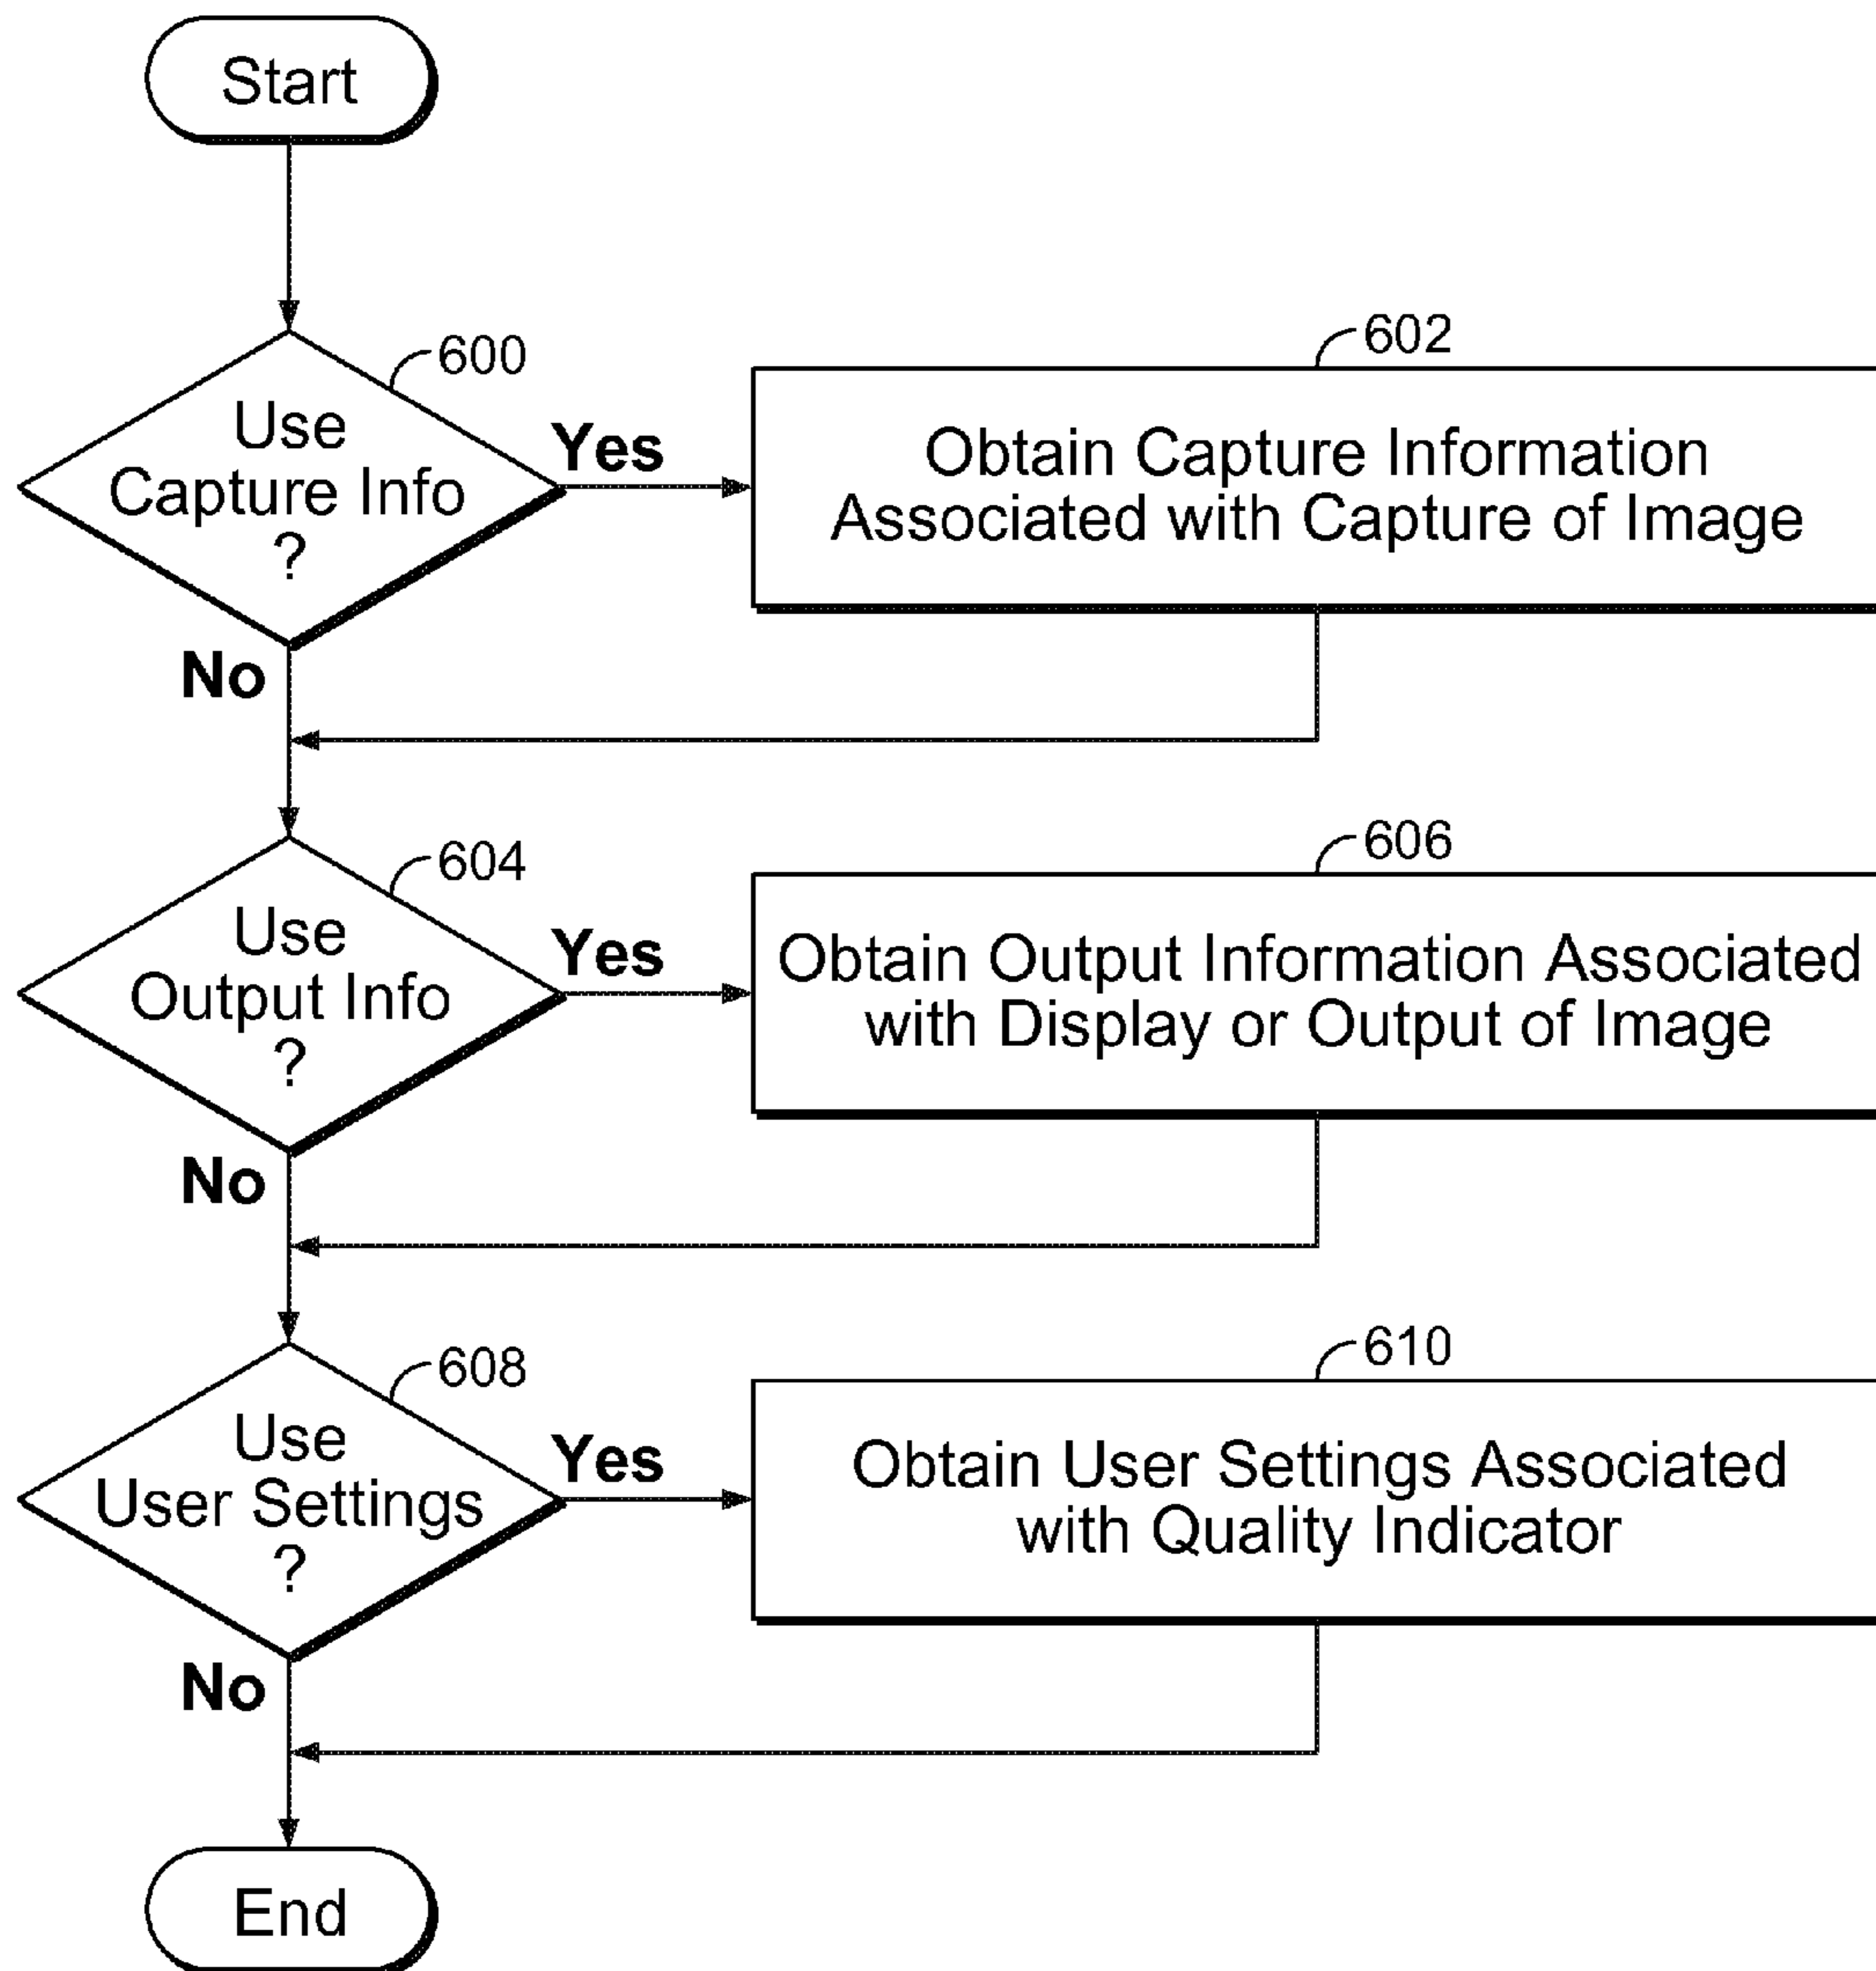 Start
600
Use
Capture Info
?
Yes
No
602
Obtain Capture Information
Associated with Capture of Image
604
Use
Output Info
?
Yes
No
606
Obtain Output Information Associated
with Display or Output of Image
608
Use
User Settings
?
Yes
No
610
Obtain User Settings Associated
with Quality Indicator
End